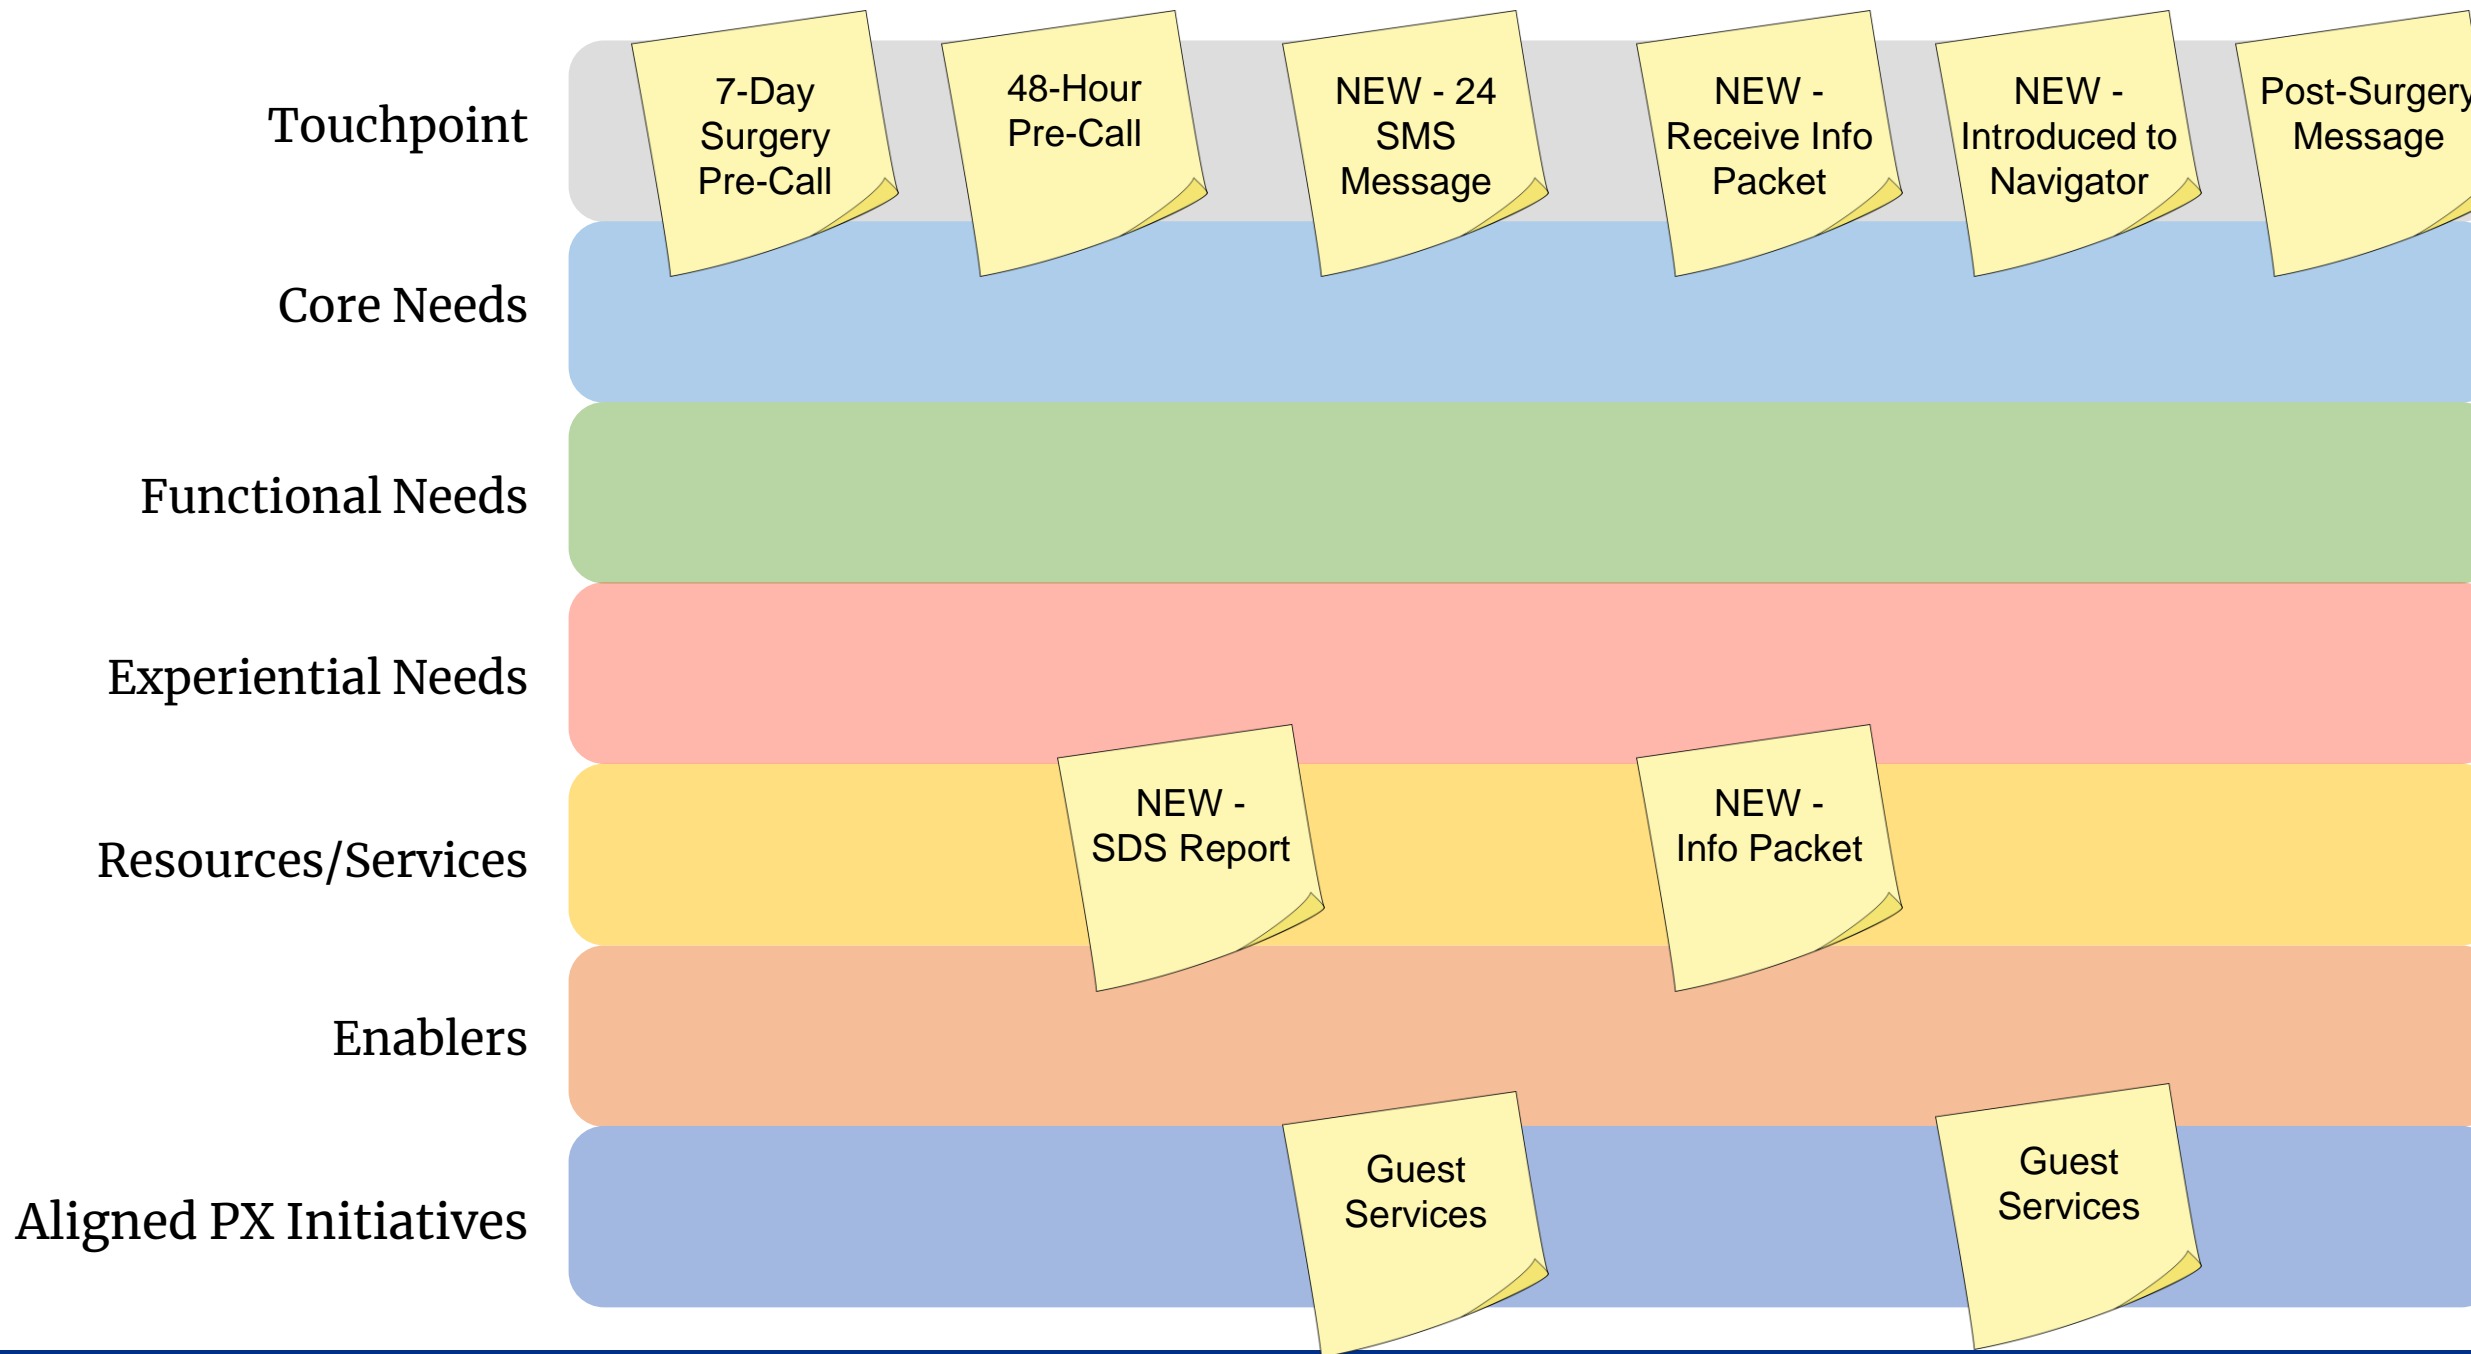 Touchpoint
7-Day
Surgery
Pre-Call
48-Hour
Pre-Call
NEW - 24
SMS
Message
NEW -
Receive Info
Packet
NEW -
Introduced to
Navigator
Post-Surgery
Message
Core Needs
Functional Needs
Experiential Needs
Resources/Services
NEW -
SDS Report
NEW -
Info Packet
Enablers
Aligned PX Initiatives
Guest
Services
Guest
Services